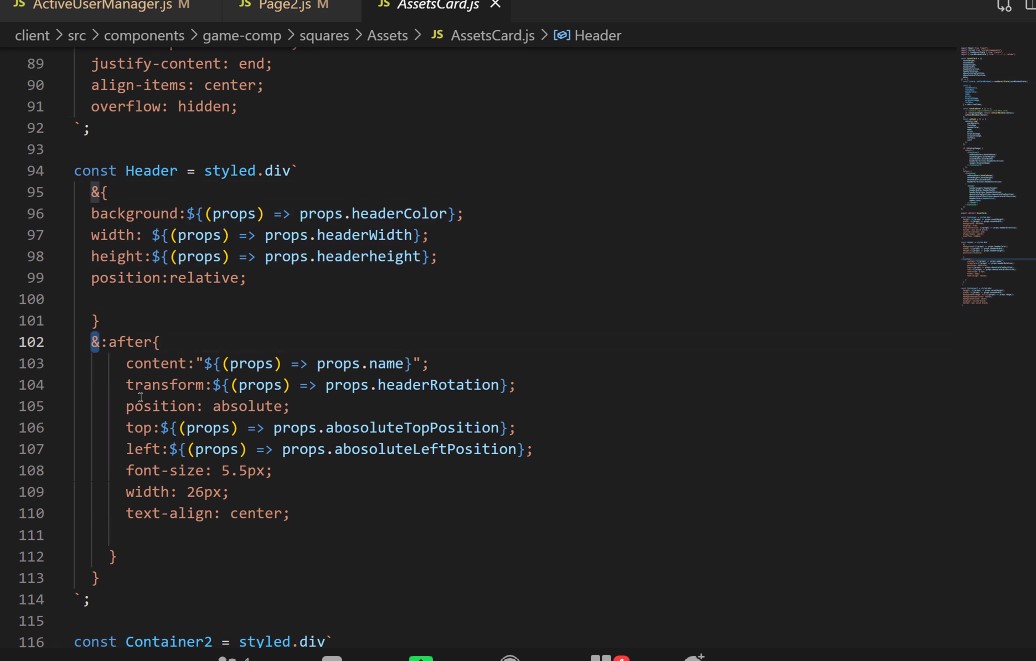 JS ActiveUserManager.js M JS Page2.js M JS AssetsCard.js ×
client > src > components > game-comp > squares > Assets > JS AssetsCard.js > Header
89 justify-content: end;
90 align-items: center;
91 overflow: hidden;
92 `;
93
94 const Header = styled.div`
95 &{
96 background:${(props) => props.headerColor};
97 width: ${(props) => props.headerWidth};
98 height:${(props) => props.headerheight};
99 position:relative;
100
101 }
102 &:after{
103 content:"${(props) => props.name}";
104 transform:${(props) => props.headerRotation};
105 position: absolute;
106 top:${(props) => props.abosoluteTopPosition};
107 left:${(props) => props.abosoluteLeftPosition};
108 font-size: 5.5px;
109 width: 26px;
110 text-align: center;
111
112 }
113 }
114 `;
115
116 const Container2 = styled.div`